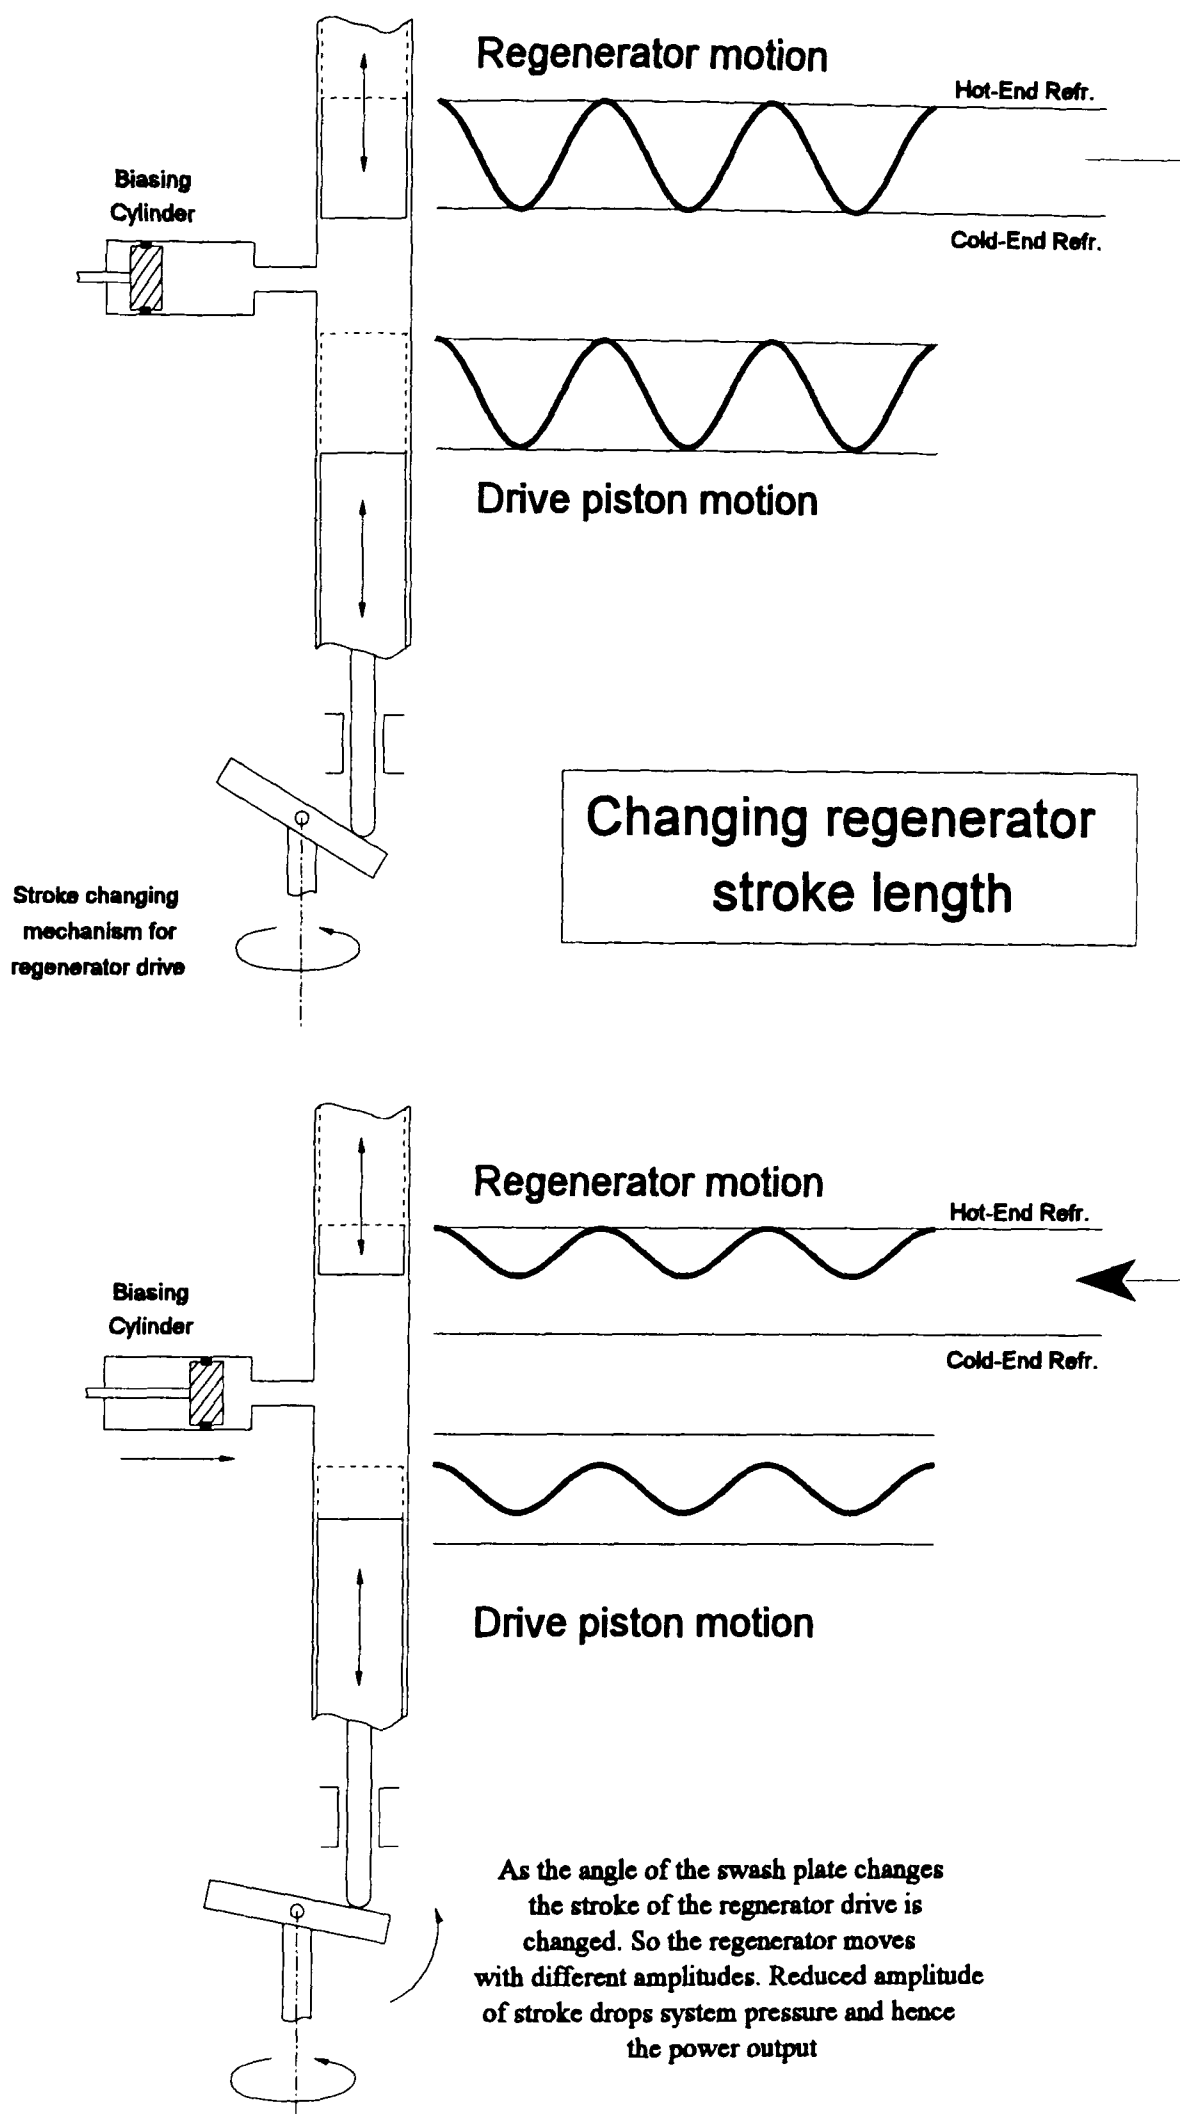 Regenerator motion
Hot-End Refr.
Biasing
Cylinder
Cold-End Refr.
Drive piston motion
Changing regenerator
stroke length
Stroke changing
mechanism for
regenerator drive
Regenerator motion
Hot-End Refr.
Biasing
Cylinder
Cold-End Refr.
Drive piston motion
As the angle of the swash plate changes
the stroke of the regnerator drive is
changed. So the regenerator moves
with different amplitudes. Reduced amplitude
of stroke drops system pressure and hence
the power output